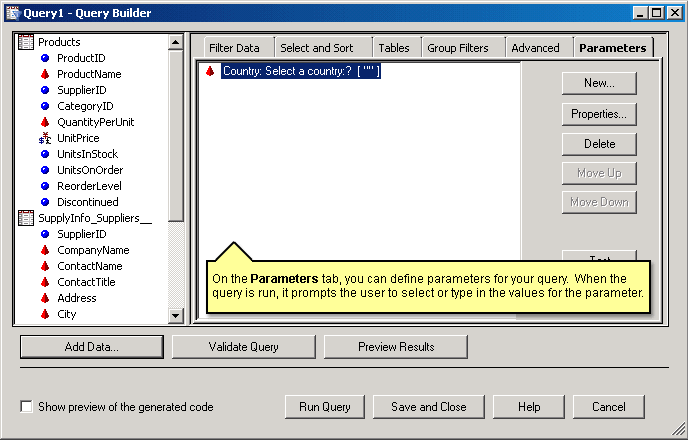 Query1 - Query Builder
Products
ProductID
ProductName
SupplierID
CategoryID
QuantityPerUnit
UnitPrice
UnitsInStock
UnitsOnOrder
ReorderLevel
Discontinued
SupplyInfo_Suppliers__
SupplierID
CompanyName
ContactName
ContactTitle
Address
City
Filter Data
Select and Sort
Tables
Group Filters
Advanced
Parameters
Country: Select a country:? [ "" ]
New...
Properties...
Delete
Move Up
Move Down
On the Parameters tab, you can define parameters for your query. When the
query is run, it prompts the user to select or type in the values for the parameter.
Add Data...
Validate Query
Preview Results
Show preview of the generated code
Run Query
Save and Close
Help
Cancel